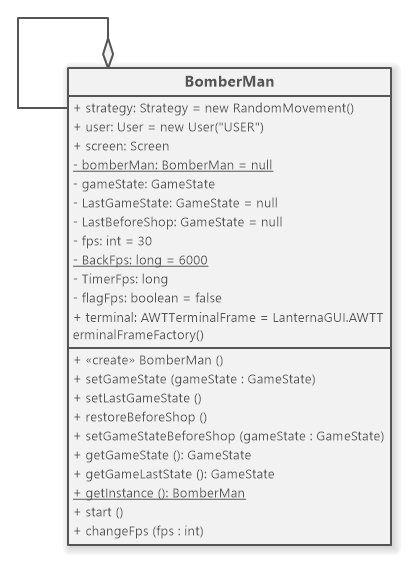 BomberMan
+ strategy: Strategy = new RandomMovement()
+ user: User = new User("USER")
+ screen: Screen
- bomberMan: BomberMan = null
- gameState: GameState
- LastGameState: GameState = null
- LastBeforeShop: GameState = null
- fps: int = 30
- BackFps: long = 6000
- TimerFps: long
- flagFps: boolean = false
+ terminal: AWTTerminalFrame = LanternaGUI.AWTT
erminalFrameFactory()
+ «create» BomberMan ()
+ setGameState (gameState : GameState)
+ setLastGameState ()
+ restoreBeforeShop ()
+ setGameStateBeforeShop (gameState : GameState)
+ getGameState (): GameState
+ getGameLastState (): GameState
+ getInstance (): BomberMan
+ start ()
+ changeFps (fps : int)